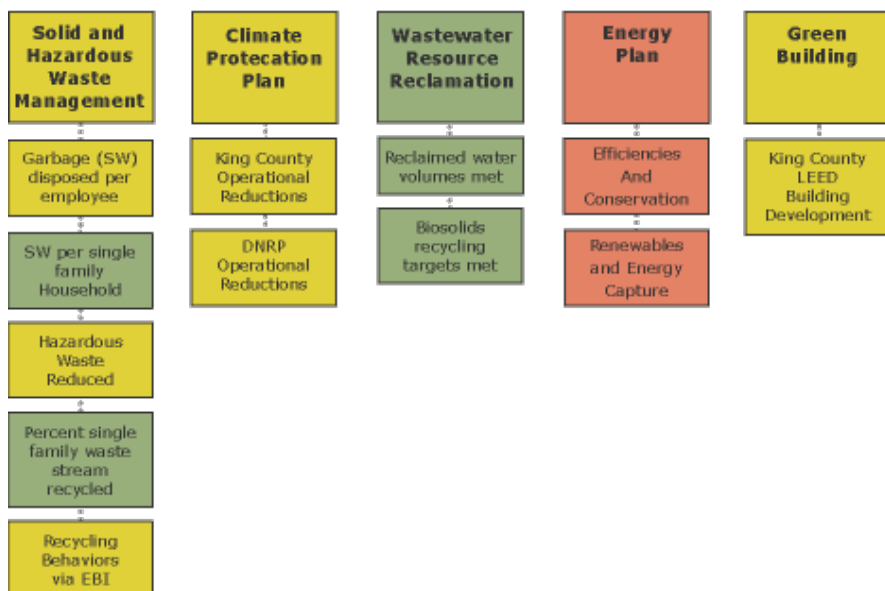 Solid and
Hazardous
Waste
Management
Garbage (SW)
disposed per
employee
SW per single
family
Household
Hazardous
Waste
Reduced
Percent single
family waste
stream
recycled
Recycling
Behaviors
via EBI
Climate
Protecation
Plan
King County
Operational
Reductions
DNRP
Operational
Reductions
Wastewater
Resource
Reclamation
Reclaimed water
volumes met
Biosolids
recycling
targets met
Energy
Plan
Efficiencies
And
Conservation
Renewables
and Energy
Capture
Green
Building
King County
LEED
Building
Development